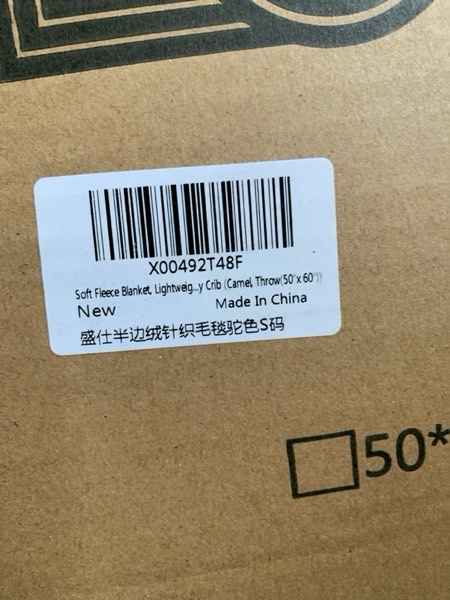 X00492T48F
Soft Fleece Blanket, Lightweig...y Crib (Camel, Throw(50"x 60"))
New
Made In China
盛仕半边绒针织毛毯驼色S码
50*